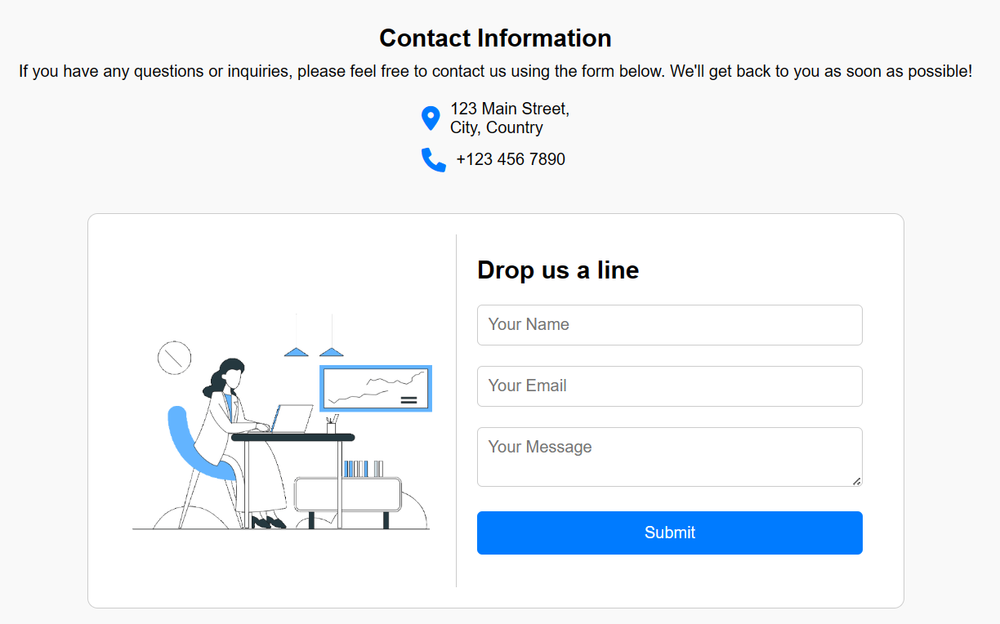 Contact Information
If you have any questions or inquiries, please feel free to contact us using the form below. We'll get back to you as soon as possible!
123 Main Street,
City, Country
+123 456 7890
Drop us a line
Your Name
Your Email
Your Message
Submit